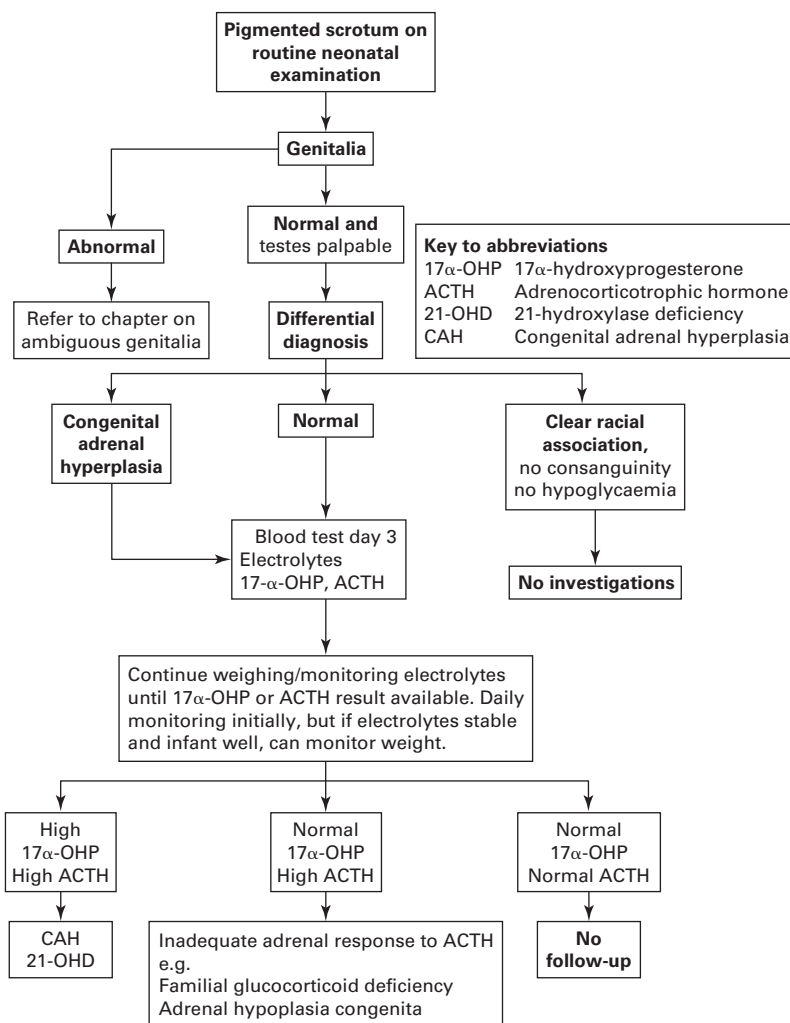 Pigmented scrotum on
routine neonatal
examination
Genitalia
Abnormal
Normal and
testes palpable
Key to abbreviations
17α-OHP 17α-hydroxyprogesterone
ACTH Adrenocorticotrophic hormone
21-OHD 21-hydroxylase deficiency
CAH Congenital adrenal hyperplasia
Refer to chapter on
ambiguous genitalia
Differential
diagnosis
Congenital
adrenal
hyperplasia
Normal
Clear racial
association,
no consanguinity
no hypoglycaemia
Blood test day 3
Electrolytes
17-α-OHP, ACTH
No investigations
Continue weighing/monitoring electrolytes
until 17α-OHP or ACTH result available. Daily
monitoring initially, but if electrolytes stable
and infant well, can monitor weight.
High
17α-OHP
High ACTH
Normal
17α-OHP
High ACTH
Normal
17α-OHP
Normal ACTH
CAH
21-OHD
Inadequate adrenal response to ACTH
e.g.
Familial glucocorticoid deficiency
Adrenal hypoplasia congenita
No
follow-up